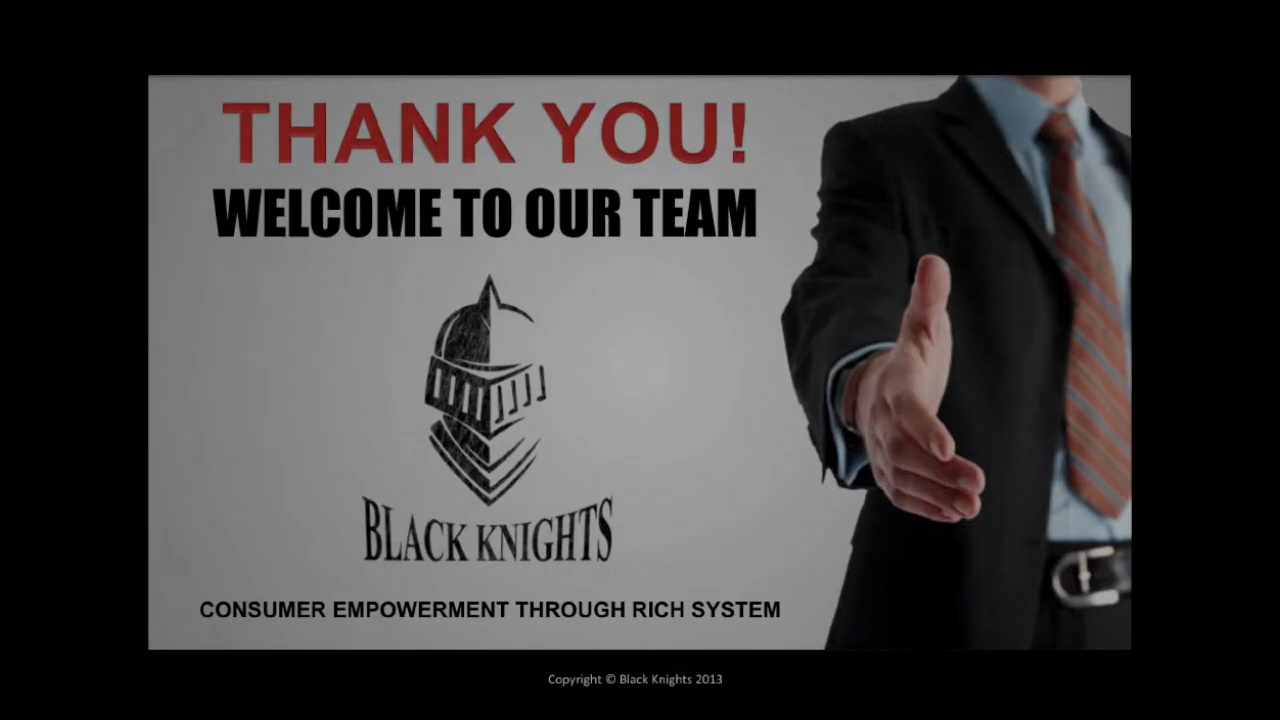 THANK YOU!
WELCOME TO OUR TEAM
BLACK KNIGHTS
CONSUMER EMPOWERMENT THROUGH RICH SYSTEM
Copyright © Black Knights 2013